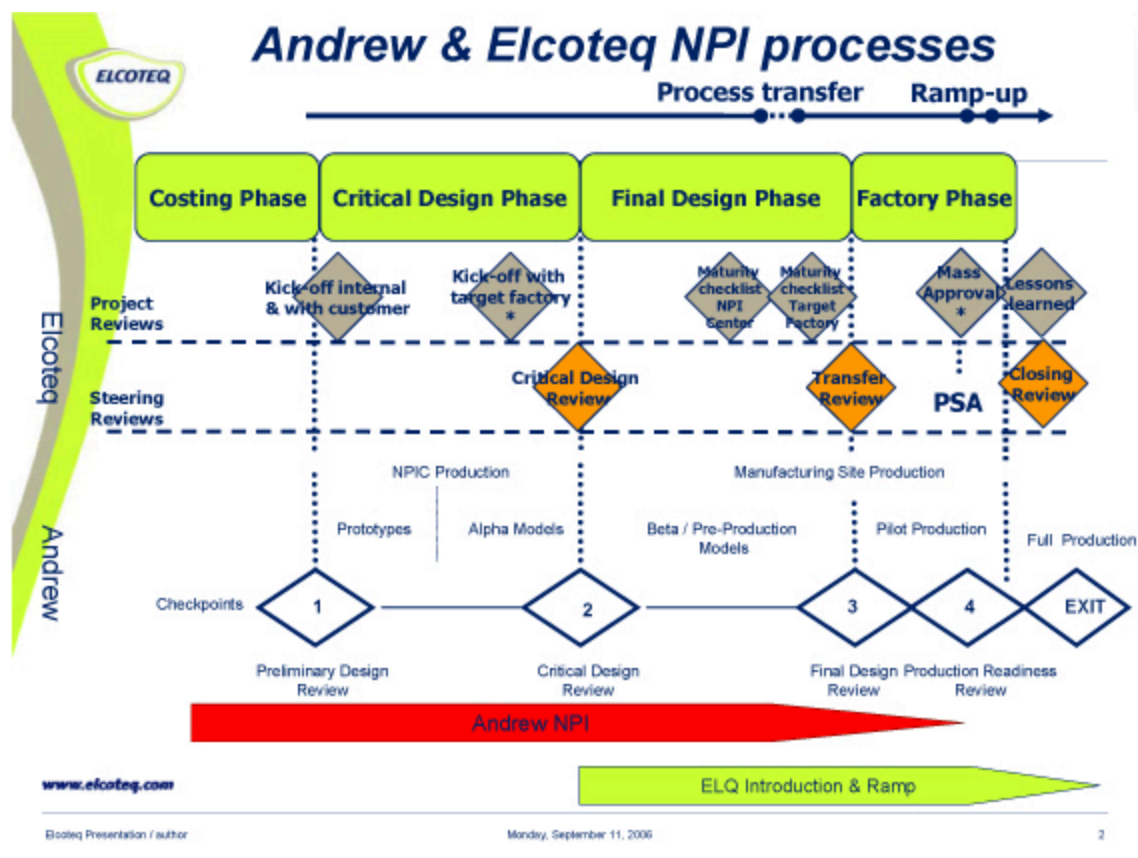 Andrew & Elcoteq NPI processes
ELCOTEQ
Process transfer
Ramp-up
Costing Phase
Critical Design Phase
Final Design Phase
Factory Phase
Elcoteq
Project
Reviews
Kick-off internal
& with customer
Kick-off with
target factory
*
Maturity
checklist
NPI
Center
Maturity
checklist
Target
Factory
Mass
Approval
*
Lessons
learned
Steering
Reviews
Critical Design
Review
Transfer
Review
PSA
Closing
Review
Andrew
NPIC Production
Manufacturing Site Production
Prototypes
Alpha Models
Beta / Pre-Production
Models
Pilot Production
Full Production
Checkpoints
1
2
3
4
EXIT
Preliminary Design
Review
Critical Design
Review
Final Design
Review
Production Readiness
Review
Andrew NPI
ELQ Introduction & Ramp
www.elcoteq.com
Elcoteq Presentation / author
Monday, September 11, 2006
2